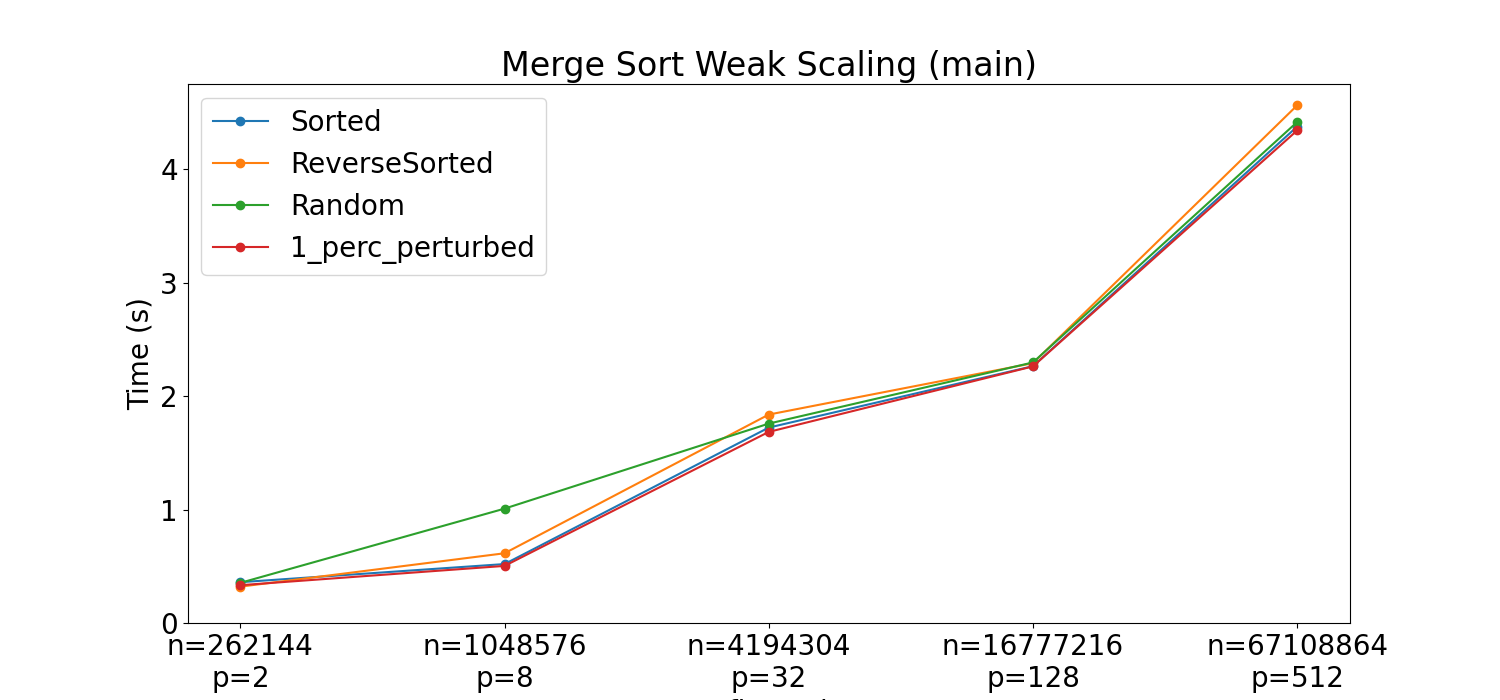 Merge Sort Weak Scaling (main)
Sorted
ReverseSorted
Random
1_perc_perturbed
Time (s)
4
3
2
1
0
n=262144 n=1048576 n=4194304 n=16777216 n=67108864
p=2 p=8 p=32 p=128 p=512